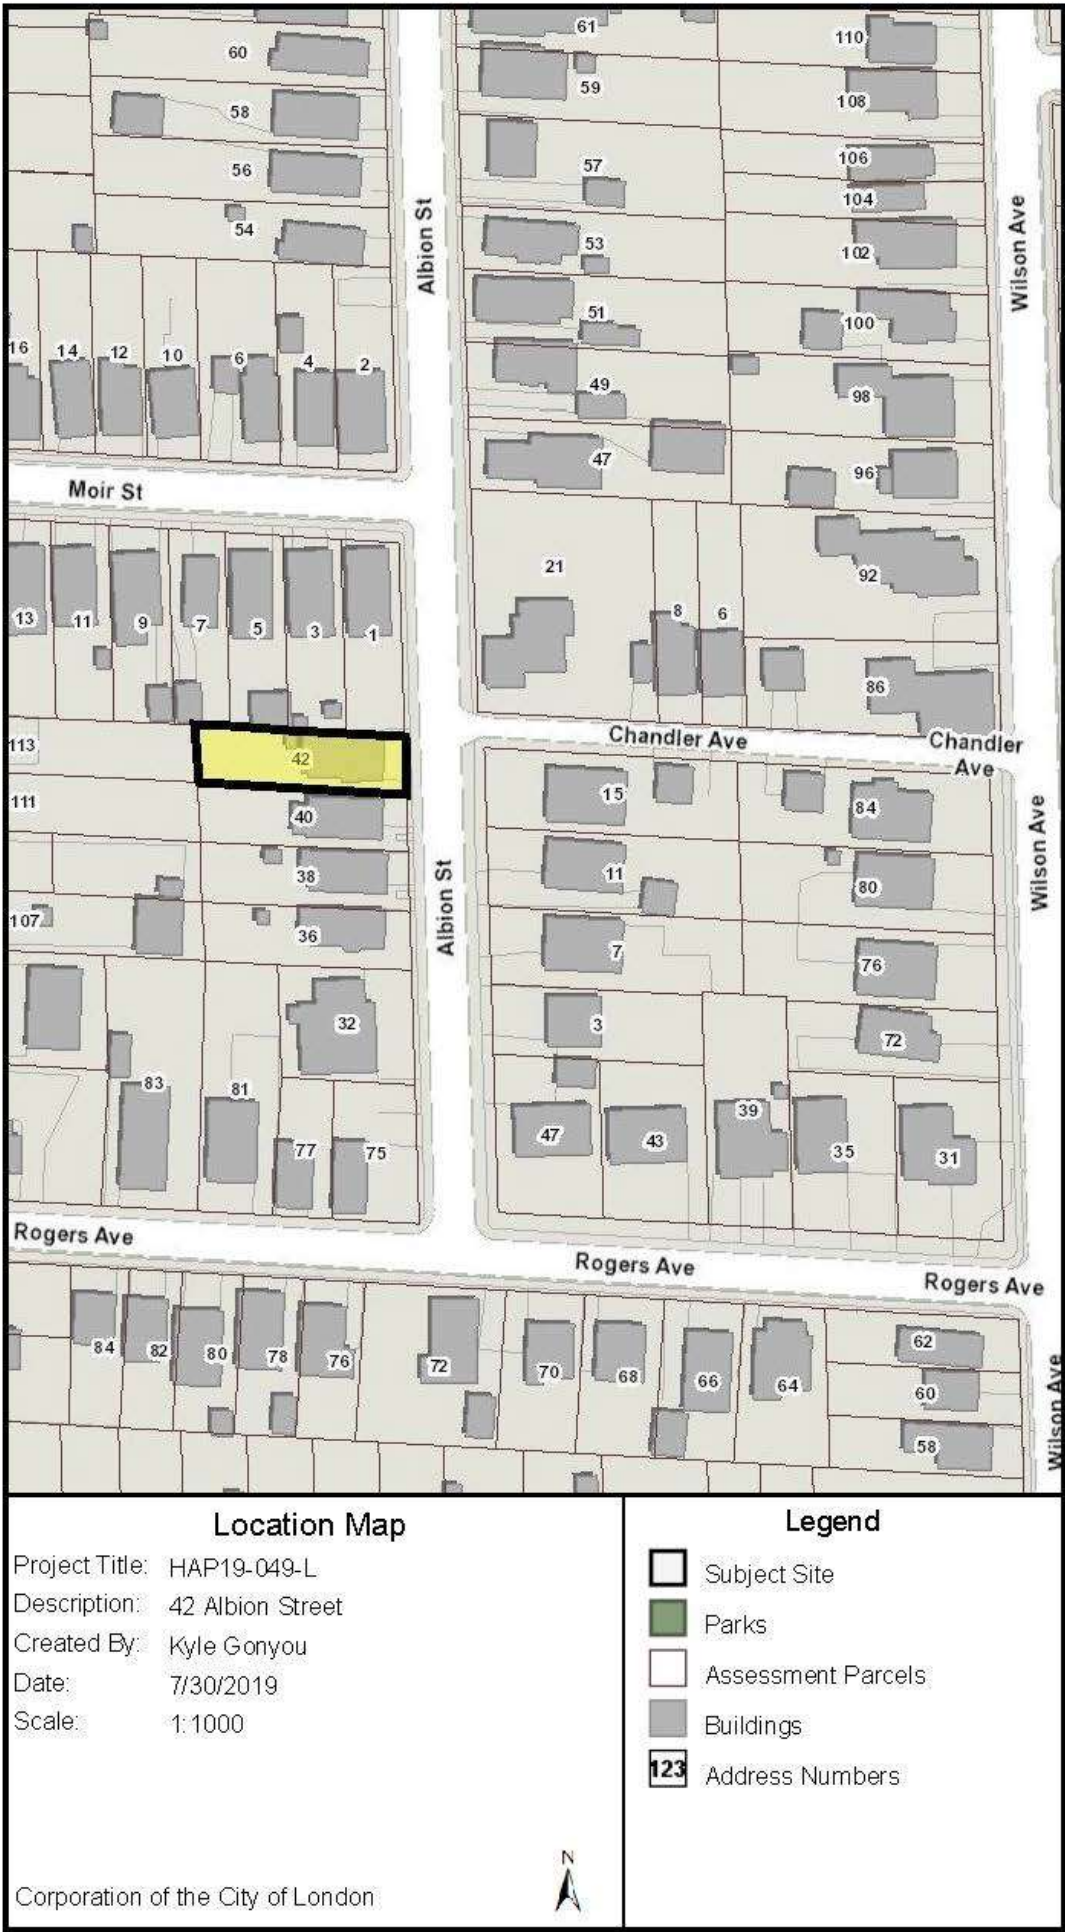 60
61
110
59
58
108
57
56
106
104
54
53
102
Albion St
Wilson Ave
51
100
16
14
12
10
6
4
2
49
98
47
96
Moir St
21
92
13
11
9
7
5
3
1
8
6
86
113
42
Chandler Ave
Chandler
Ave
111
40
15
84
38
11
80
107
36
Albion St
Wilson Ave
7
76
32
3
72
83
81
77
75
47
43
39
35
31
Rogers Ave
Rogers Ave
Rogers Ave
84
82
80
78
76
72
70
68
66
64
62
60
58
Wilson Ave
Location Map
Project Title: HAP19-049-L
Description: 42 Albion Street
Created By: Kyle Gonyou
Date: 7/30/2019
Scale: 1:1000
Corporation of the City of London
N
Legend
Subject Site
Parks
Assessment Parcels
Buildings
123 Address Numbers